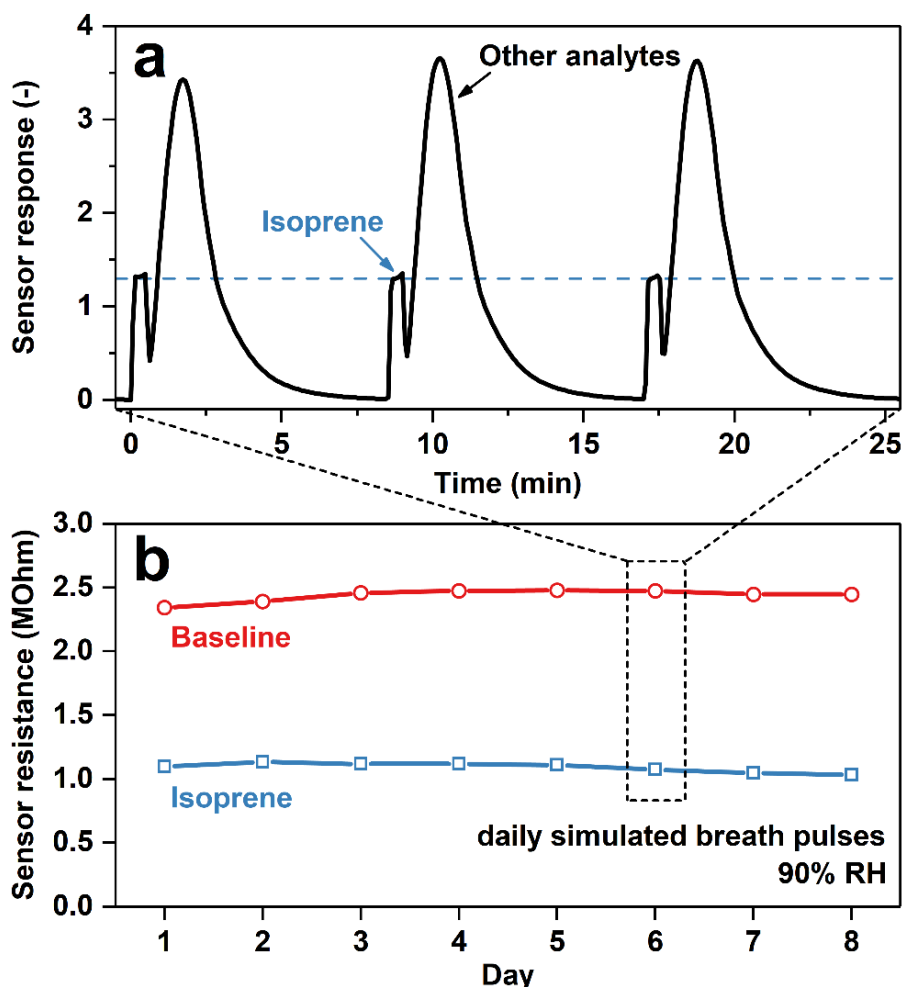 a
Sensor response (-)
4
3
2
1
0
Other analytes
Isoprene
0 5 10 15 20 25
Time (min)
b
Sensor resistance (MOhm)
3.0
2.5
2.0
1.5
1.0
0.5
0.0
Baseline
Isoprene
daily simulated breath pulses
90% RH
1 2 3 4 5 6 7 8
Day